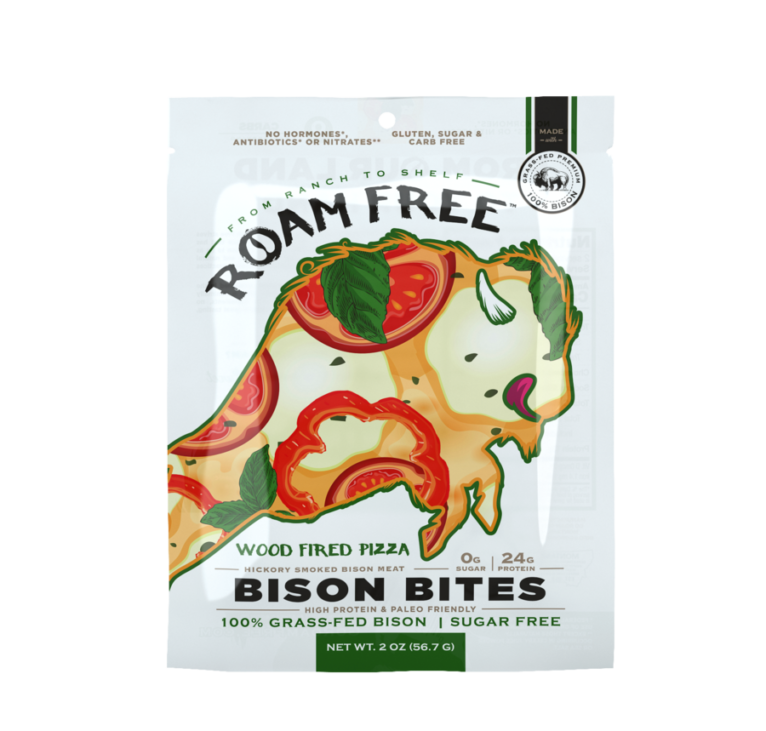 NO HORMONES*,
ANTIBIOTICS* OR NITRATES**
GLUTEN, SUGAR &
CARB FREE
MADE
with
GRASS-FED PREMIUM
100% BISON
FROM RANCH TO SHELF
ROAM FREE™
WOOD FIRED PIZZA
HICKORY SMOKED BISON MEAT
0G
SUGAR
24G
PROTEIN
BISON BITES
HIGH PROTEIN & PALEO FRIENDLY
100% GRASS-FED BISON | SUGAR FREE
NET WT. 2 OZ (56.7 G)